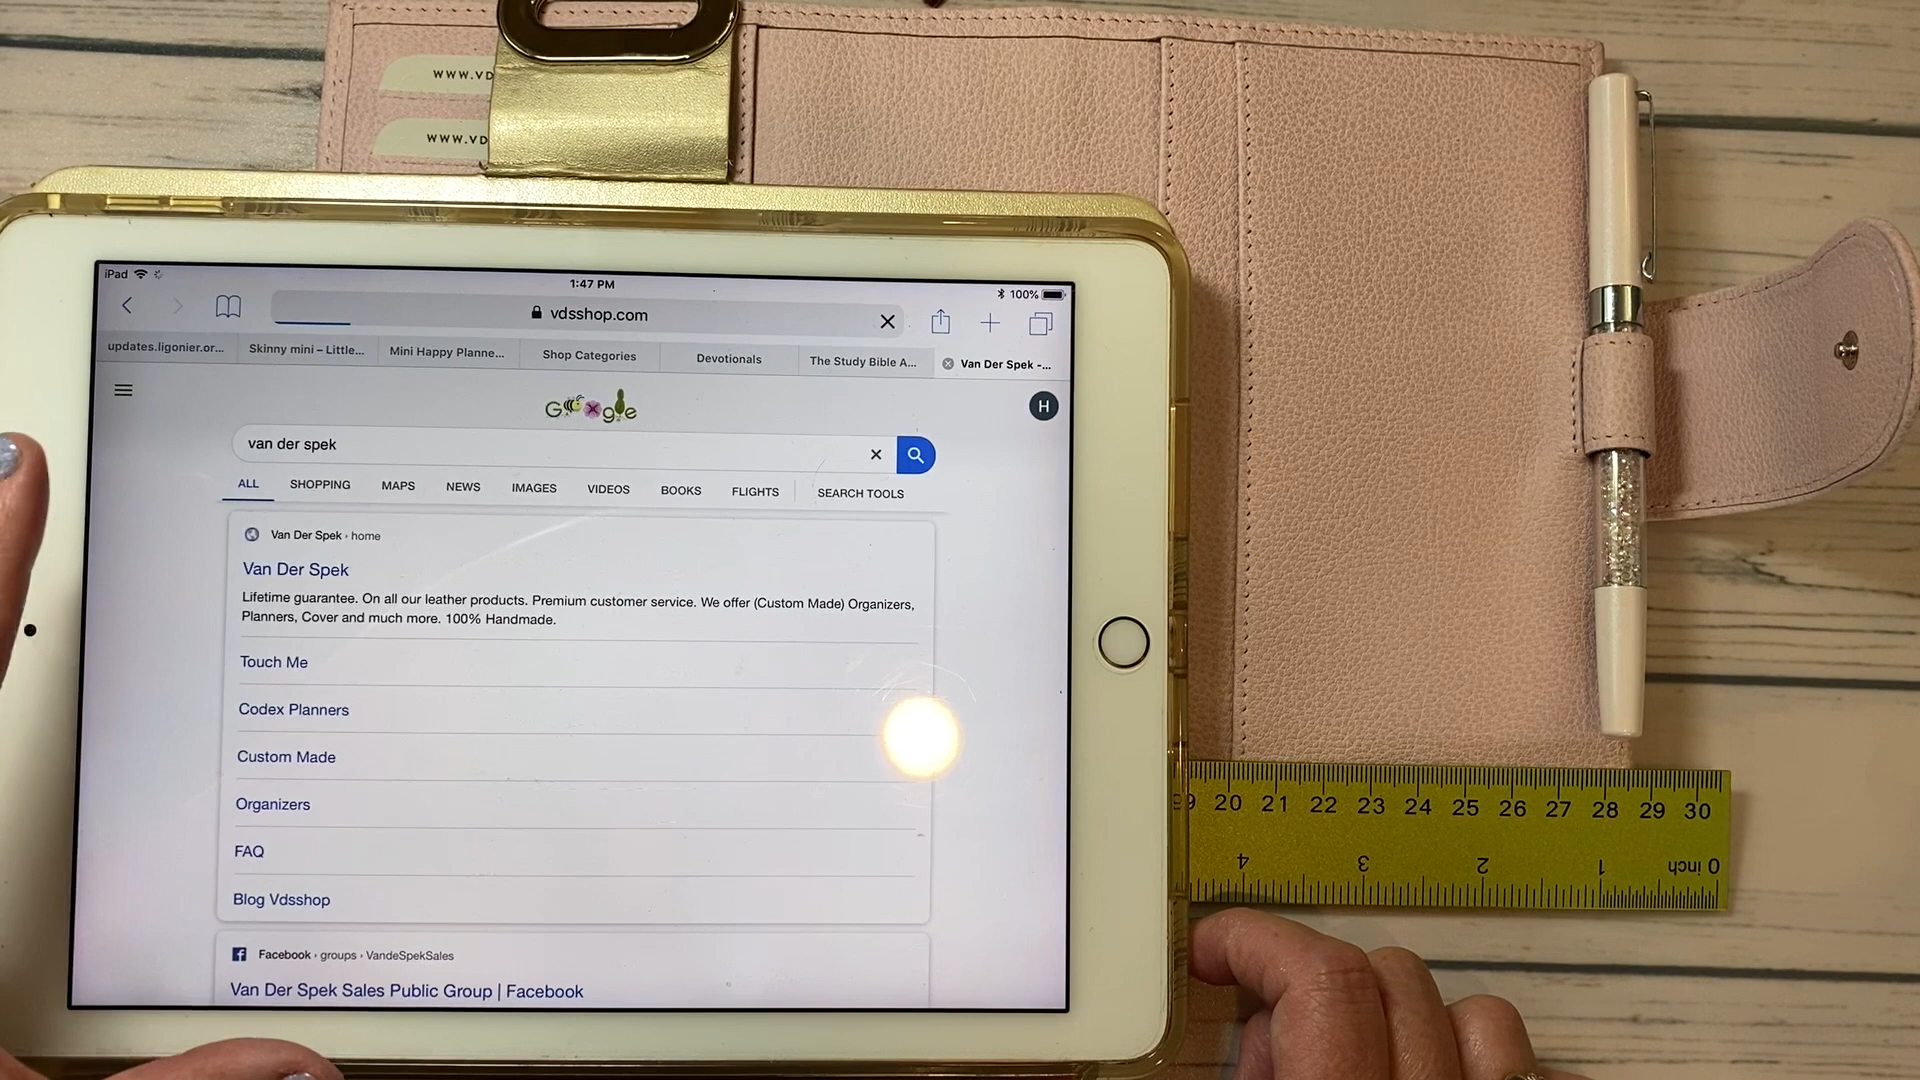 WWW.VD
WWW.VD
iPad
1:47 PM
100%
vdsshop.com
updates.ligonier.or...
Skinny mini – Little...
Mini Happy Planne...
Shop Categories
Devotionals
The Study Bible A...
Van Der Spek -...
Google
H
van der spek
ALL
SHOPPING
MAPS
NEWS
IMAGES
VIDEOS
BOOKS
FLIGHTS
SEARCH TOOLS
Van Der Spek › home
Van Der Spek
Lifetime guarantee. On all our leather products. Premium customer service. We offer (Custom Made) Organizers,
Planners, Cover and much more. 100% Handmade.
Touch Me
Codex Planners
Custom Made
Organizers
FAQ
Blog Vdsshop
Facebook › groups › VandeSpekSales
Van Der Spek Sales Public Group | Facebook
20 21 22 23 24 25 26 27 28 29 30
4 3 2 1 0 inch